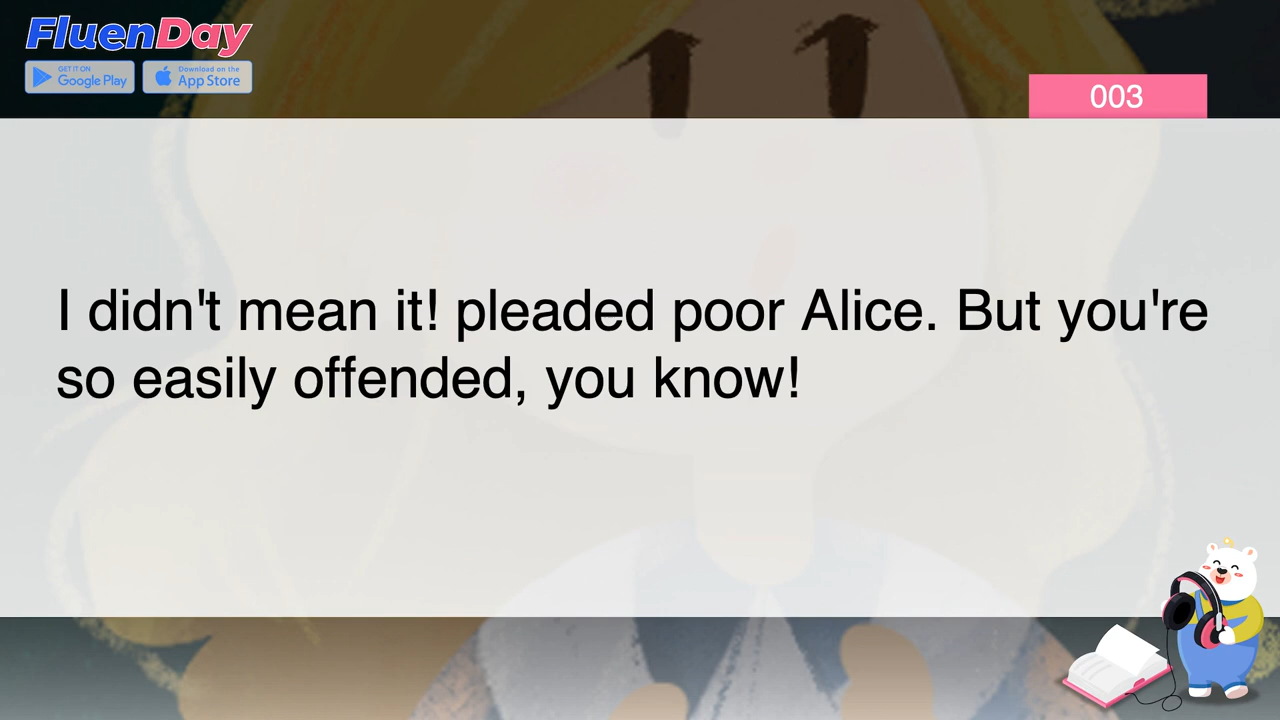 FluenDay
GET IT ON
Google Play
Download on the
App Store
003
I didn't mean it! pleaded poor Alice. But you're
so easily offended, you know!